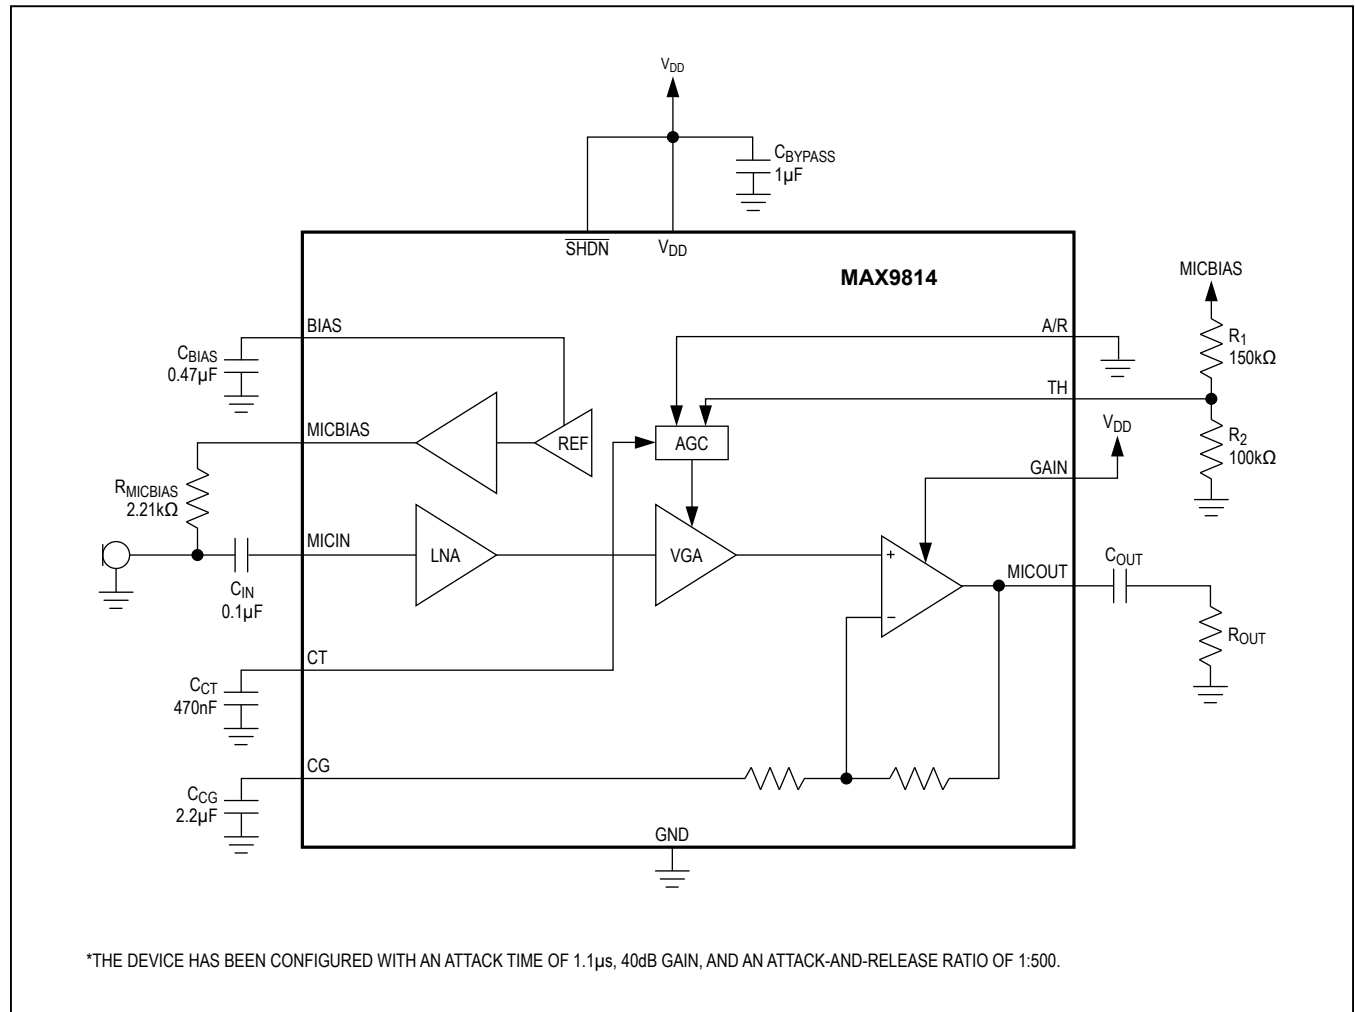 VDD
CBYPASS
1µF
SHDN
VDD
MAX9814
MICBIAS
BIAS
A/R
R1
150kΩ
CBIAS
0.47µF
TH
VDD
MICBIAS
REF
AGC
R2
100kΩ
GAIN
RMICBIAS
2.21kΩ
MICIN
LNA
VGA
+
−
MICOUT
COUT
CIN
0.1µF
ROUT
CT
CCT
470nF
CG
CCG
2.2µF
GND
*THE DEVICE HAS BEEN CONFIGURED WITH AN ATTACK TIME OF 1.1µs, 40dB GAIN, AND AN ATTACK-AND-RELEASE RATIO OF 1:500.